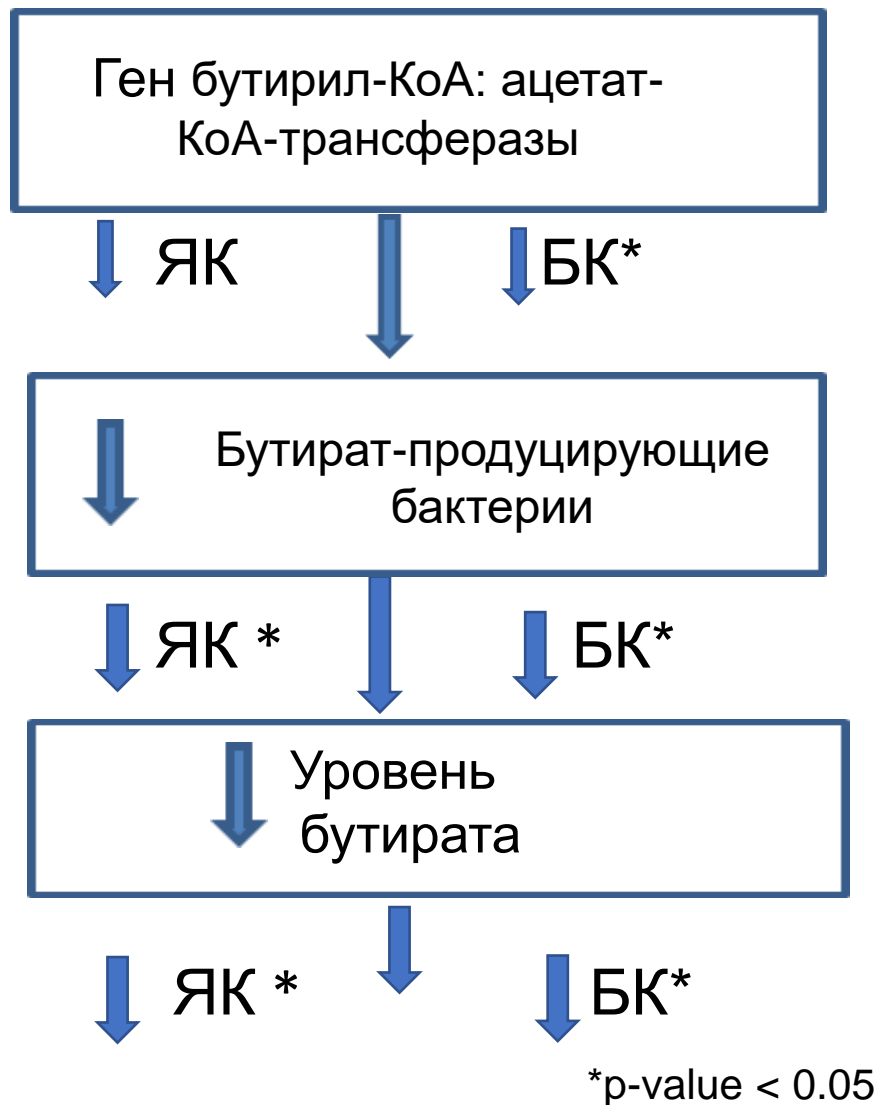 Ген бутирил-КоА: ацетат-
КоА-трансферазы
ЯК БК*
Бутират-продуцирующие
бактерии
ЯК * БК*
Уровень
бутирата
ЯК * БК*
*p-value < 0.05